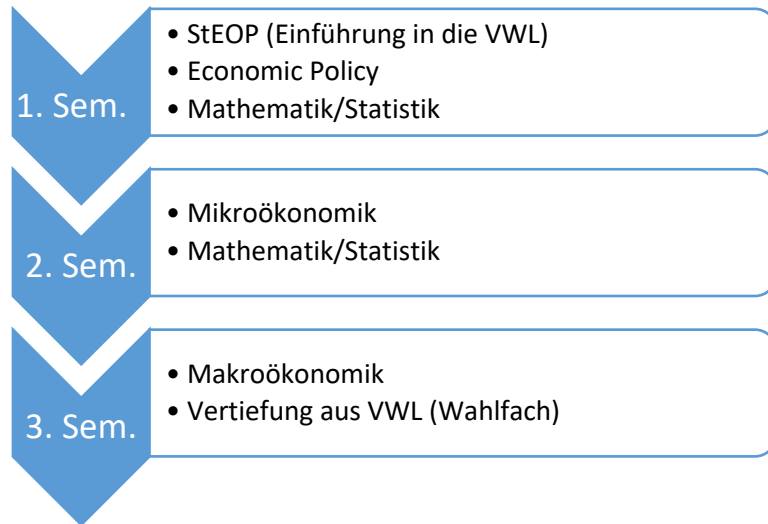 1. Sem.
• StEOP (Einführung in die VWL)
• Economic Policy
• Mathematik/Statistik
2. Sem.
• Mikroökonomik
• Mathematik/Statistik
3. Sem.
• Makroökonomik
• Vertiefung aus VWL (Wahlfach)